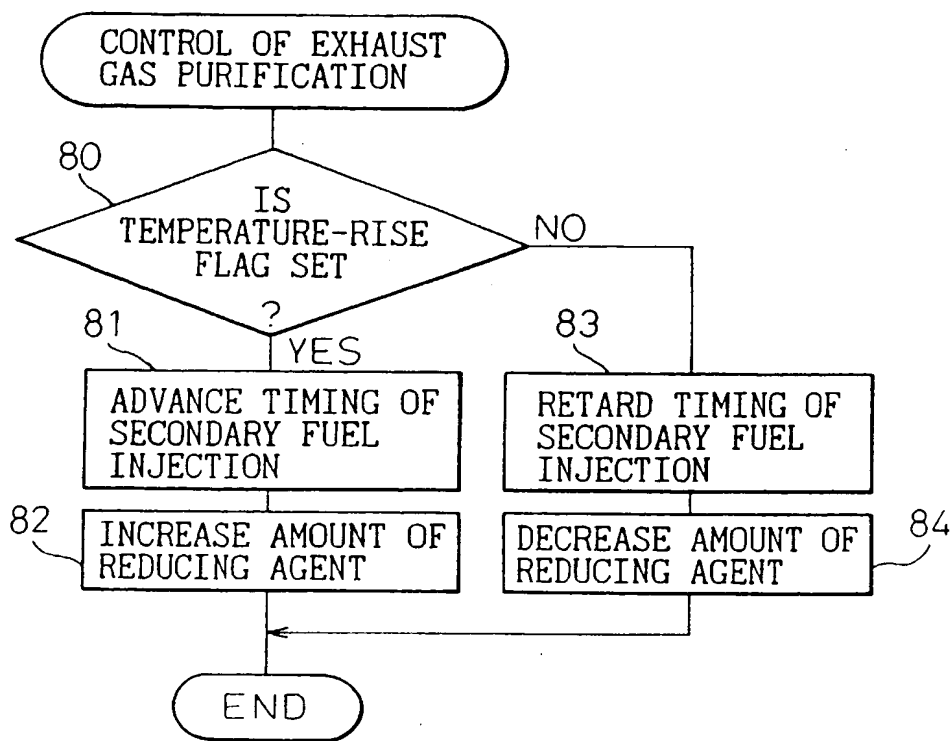 CONTROL OF EXHAUST
GAS PURIFICATION
80
IS
TEMPERATURE-RISE
FLAG SET
?
NO
YES
81
ADVANCE TIMING OF
SECONDARY FUEL
INJECTION
82
INCREASE AMOUNT OF
REDUCING AGENT
83
RETARD TIMING OF
SECONDARY FUEL
INJECTION
84
DECREASE AMOUNT OF
REDUCING AGENT
END